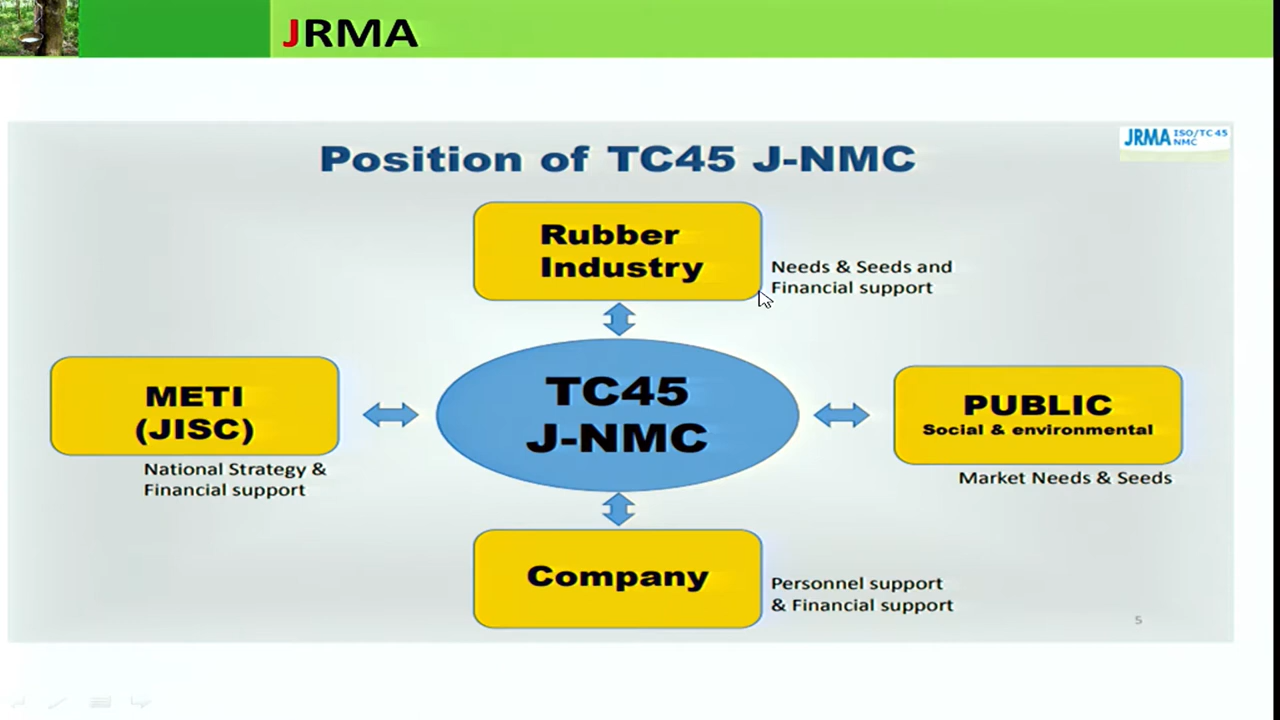 JRMA
JRMA ISO/TC 45
NMC
Position of TC45 J-NMC
Rubber
Industry
Needs & Seeds and
Financial support
METI
(JISC)
National Strategy &
Financial support
TC45
J-NMC
PUBLIC
Social & environmental
Market Needs & Seeds
Company
Personnel support
& Financial support
5